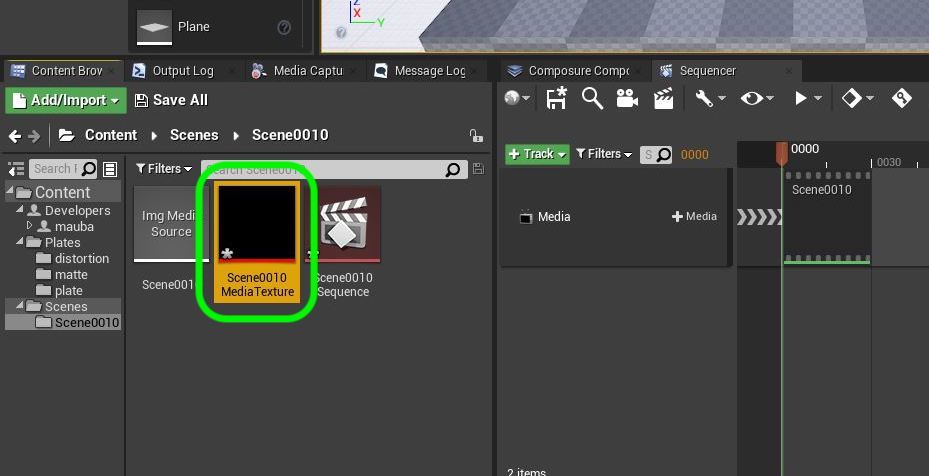 Z
X
Y
Plane
Content Brov
Output Log
Media Captu
Message Log
Composure Compo
Sequencer
Add/Import
Save All
Content
Scenes
Scene0010
Search F
Filters
Search Scene0010
Content
Developers
mauba
Plates
distortion
matte
plate
Scenes
Scene0010
Img Media
Source
Scene001
Scene0010
MediaTexture
Scene0010
Sequence
Track
Filters
S
0000
0000
0030
Media
Media
Scene0010
2 items